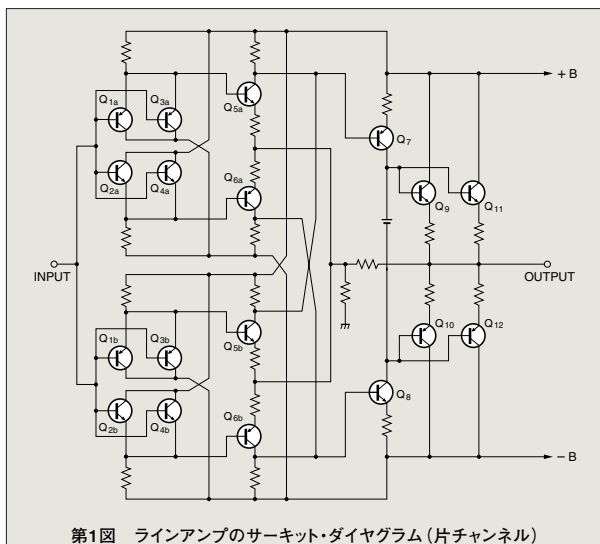 Q1a
Q3a
Q5a
+B
Q7
Q2a
Q4a
Q6a
Q9
Q11
INPUT
OUTPUT
Q1b
Q3b
Q5b
Q10
Q12
Q2b
Q4b
Q6b
Q8
−B
第1図 ラインアンプのサーキット・ダイヤグラム(片チャンネル)